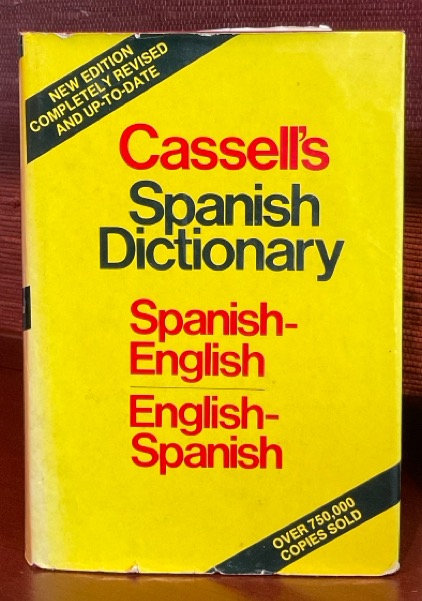 NEW EDITION
COMPLETELY REVISED
AND UP-TO-DATE
Cassell's
Spanish
Dictionary
Spanish-
English
English-
Spanish
OVER 750,000
COPIES SOLD